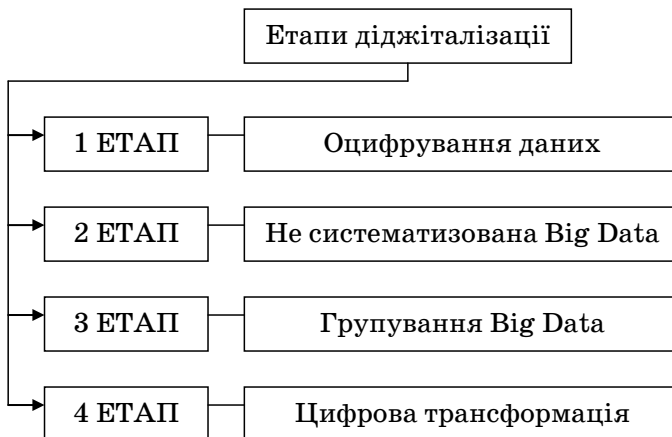 Етапи діджіталізації
1 ЕТАП Оцифрування даних
2 ЕТАП Не систематизована Big Data
3 ЕТАП Групування Big Data
4 ЕТАП Цифрова трансформація